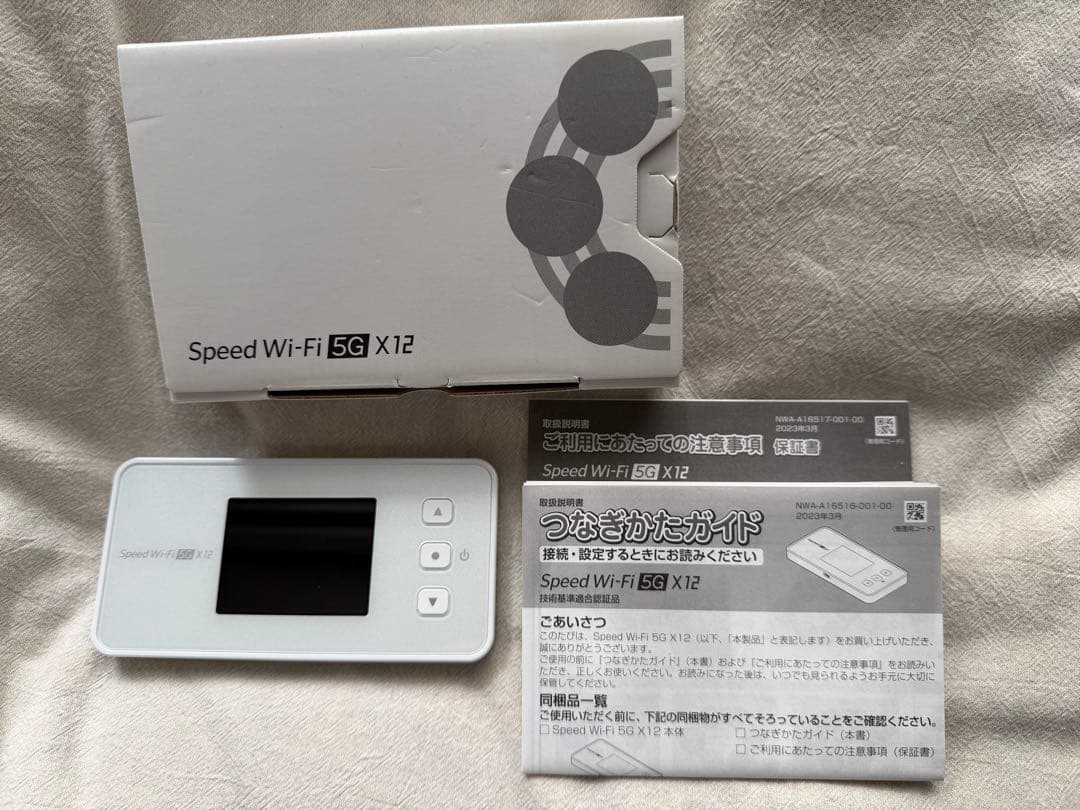 Speed Wi-Fi 5G X12
Speed Wi-Fi 5G X12
取扱説明書
NWA-A16517-001-00
2023年3月
ご利用にあたっての注意事項 保証書
(管理用コード)
Speed Wi-Fi 5G X12
取扱説明書
NWA-A16516-001-00
2023年3月
つなぎかたガイド
(管理用コード)
接続・設定するときにお読みください
Speed Wi-Fi 5G X12
技術基準適合認証品
ごあいさつ
このたびは、Speed Wi-Fi 5G X12（以下、「本製品」と表記します）をお買い上げいただき、
誠にありがとうございます。
ご使用の前に『つなぎかたガイド』（本書）および『ご利用にあたっての注意事項』をお読みい
ただき、正しくお使いください。お読みになった後は、いつでも見られるようお手元に大切に
保管してください。
同梱品一覧
ご使用いただく前に、下記の同梱物がすべてそろっていることをご確認ください。
□ Speed Wi-Fi 5G X12 本体
□ つなぎかたガイド（本書）
□ ご利用にあたっての注意事項（保証書）